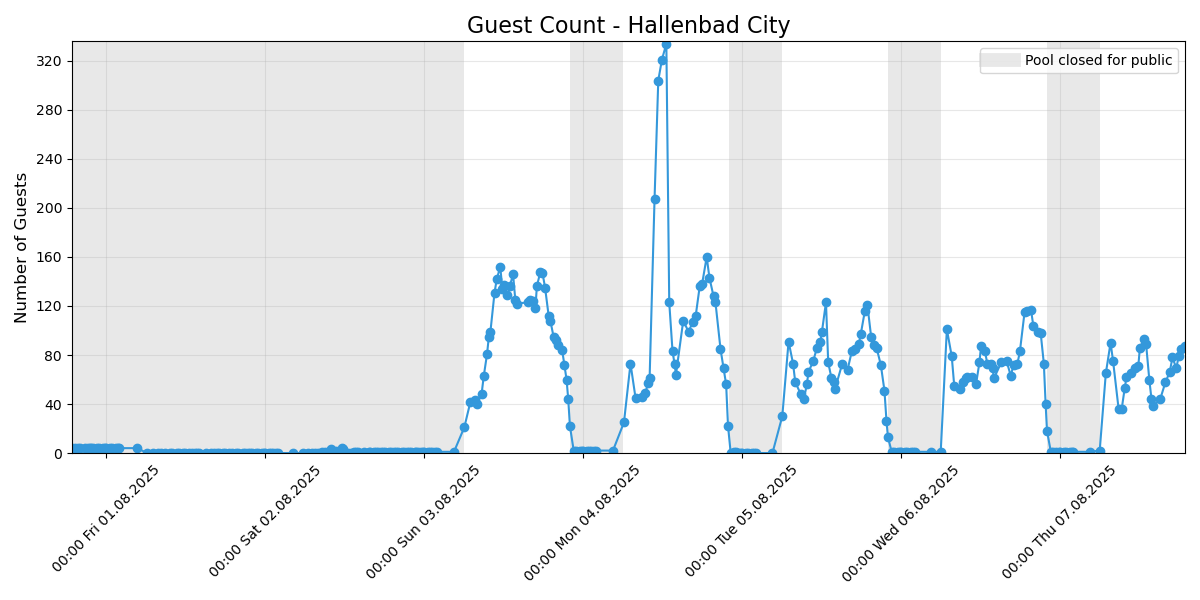 Guest Count - Hallenbad City
Pool closed for public
Number of Guests
320
280
240
200
160
120
80
40
0
00:00 Fri 01.08.2025
00:00 Sat 02.08.2025
00:00 Sun 03.08.2025
00:00 Mon 04.08.2025
00:00 Tue 05.08.2025
00:00 Wed 06.08.2025
00:00 Thu 07.08.2025